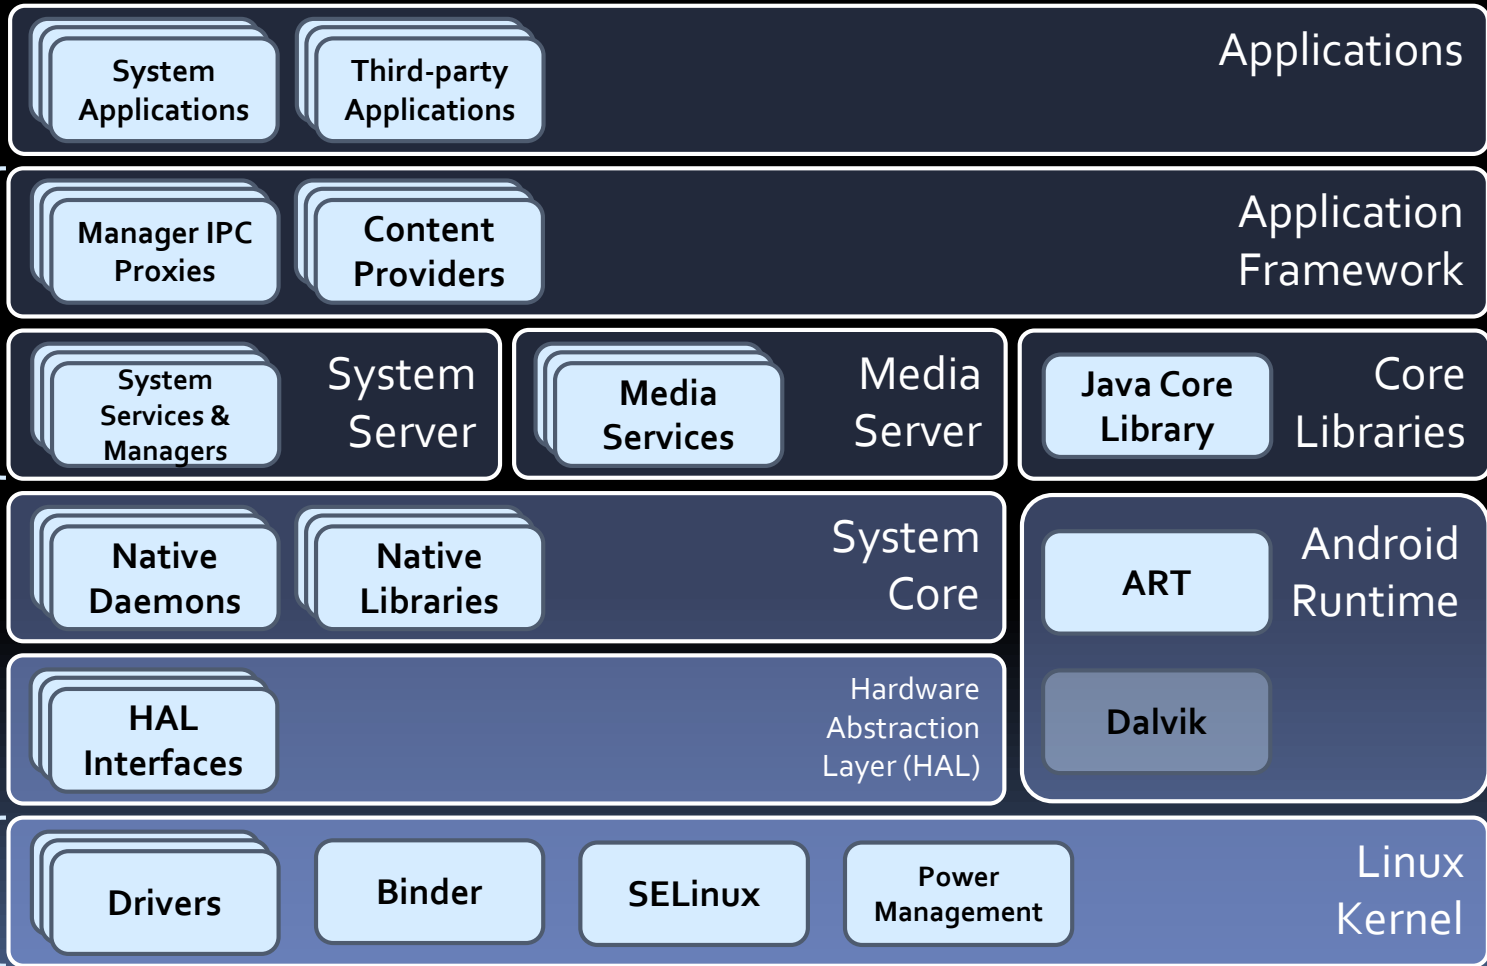 System
Applications
Third-party
Applications
Applications
Manager IPC
Proxies
Content
Providers
Application
Framework
System
Services &
Managers
System
Server
Media
Services
Media
Server
Java Core
Library
Core
Libraries
Native
Daemons
Native
Libraries
System
Core
ART
Dalvik
Android
Runtime
HAL
Interfaces
Hardware
Abstraction
Layer (HAL)
Drivers
Binder
SELinux
Power
Management
Linux
Kernel